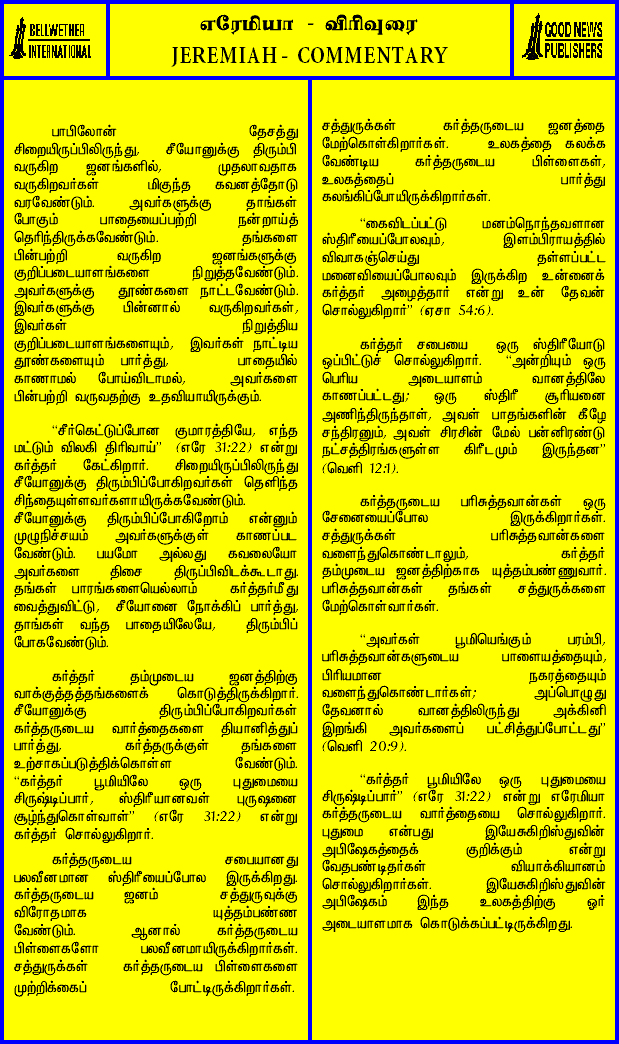 எரேமியா - விரிவுரை
JEREMIAH - COMMENTARY
BELLWETHER
INTERNATIONAL
GOOD NEWS
PUBLISHERS
பாபிலோன் தேசத்து
சிறையிருப்பிலிருந்து, சீயோனுக்கு திரும்பி
வருகிற ஜனங்களில், முதலாவதாக
வருகிறவர்கள் மிகுந்த கவனத்தோடு
வரவேண்டும். அவர்களுக்கு தாங்கள்
போகும் பாதையைப்பற்றி நன்றாய்த்
தெரிந்திருக்கவேண்டும். தங்களை
பின்பற்றி வருகிற ஜனங்களுக்கு
குறிப்படையாளங்களை நிறுத்தவேண்டும்.
அவர்களுக்கு தூண்களை நாட்டவேண்டும்.
இவர்களுக்கு பின்னால் வருகிறவர்கள்,
இவர்கள் நிறுத்திய
குறிப்படையாளங்களையும், இவர்கள் நாட்டிய
தூண்களையும் பார்த்து, பாதையில்
காணாமல் போய்விடாமல், அவர்களை
பின்பற்றி வருவதற்கு உதவியாயிருக்கும்.
“சீர்கெட்டுப்போன குமாரத்தியே, எந்த
மட்டும் விலகி திரிவாய்” (எரே 31:22) என்று
கர்த்தர் கேட்கிறார். சிறையிருப்பிலிருந்து
சீயோனுக்கு திரும்பிப்போகிறவர்கள் தெளிந்த
சிந்தையுள்ளவர்களாயிருக்கவேண்டும்.
சீயோனுக்கு திரும்பிப்போகிறோம் என்னும்
முழுநிச்சயம் அவர்களுக்குள் காணப்பட
வேண்டும். பயமோ அல்லது கவலையோ
அவர்களை திசை திருப்பிவிடக்கூடாது.
தங்கள் பாரங்களையெல்லாம் கர்த்தர்மீது
வைத்துவிட்டு, சீயோனை நோக்கிப் பார்த்து,
தாங்கள் வந்த பாதையிலேயே, திரும்பிப்
போகவேண்டும்.
கர்த்தர் தம்முடைய ஜனத்திற்கு
வாக்குத்தத்தங்களைக் கொடுத்திருக்கிறார்.
சீயோனுக்கு திரும்பிப்போகிறவர்கள்
கர்த்தருடைய வார்த்தைகளை தியானித்துப்
பார்த்து, கர்த்தருக்குள் தங்களை
உற்சாகப்படுத்திக்கொள்ள வேண்டும்.
“கர்த்தர் பூமியிலே ஒரு புதுமையை
சிருஷ்டிப்பார், ஸ்திரீயானவள் புருஷனை
சூழ்ந்துகொள்வாள்” (எரே 31:22) என்று
கர்த்தர் சொல்லுகிறார்.
கர்த்தருடைய சபையானது
பலவீனமான ஸ்திரீயைப்போல இருக்கிறது.
கர்த்தருடைய ஜனம் சத்துருவுக்கு
விரோதமாக யுத்தம்பண்ண
வேண்டும். ஆனால் கர்த்தருடைய
பிள்ளைகளோ பலவீனமாயிருக்கிறார்கள்.
சத்துருக்கள் கர்த்தருடைய பிள்ளைகளை
முற்றிக்கைப் போட்டிருக்கிறார்கள்.
சத்துருக்கள் கர்த்தருடைய ஜனத்தை
மேற்கொள்கிறார்கள். உலகத்தை கலக்க
வேண்டிய கர்த்தருடைய பிள்ளைகள்,
உலகத்தைப் பார்த்து
கலங்கிப்போயிருக்கிறார்கள்.
“கைவிடப்பட்டு மனம்நொந்தவளான
ஸ்திரீயைப்போலவும், இளம்பிராயத்தில்
விவாகஞ்செய்து தள்ளப்பட்ட
மனைவியைப்போலவும் இருக்கிற உன்னைக்
கர்த்தர் அழைத்தார் என்று உன் தேவன்
சொல்லுகிறார்” (ஏசா 54:6).
கர்த்தர் சபையை ஒரு ஸ்திரீயோடு
ஒப்பிட்டுச் சொல்லுகிறார். “அன்றியும் ஒரு
பெரிய அடையாளம் வானத்திலே
காணப்பட்டது; ஒரு ஸ்திரீ சூரியனை
அணிந்திருந்தாள், அவள் பாதங்களின் கீழே
சந்திரனும், அவள் சிரசின் மேல் பன்னிரண்டு
நட்சத்திரங்களுள்ள கிரீடமும் இருந்தன”
(வெளி 12:1).
கர்த்தருடைய பரிசுத்தவான்கள் ஒரு
சேனையைப்போல இருக்கிறார்கள்.
சத்துருக்கள் பரிசுத்தவான்களை
வளைந்துகொண்டாலும், கர்த்தர்
தம்முடைய ஜனத்திற்காக யுத்தம்பண்ணுவார்.
பரிசுத்தவான்கள் தங்கள் சத்துருக்களை
மேற்கொள்வார்கள்.
“அவர்கள் பூமியெங்கும் பரம்பி,
பரிசுத்தவான்களுடைய பாளையத்தையும்,
பிரியமான நகரத்தையும்
வளைந்துகொண்டார்கள்; அப்பொழுது
தேவனால் வானத்திலிருந்து அக்கினி
இறங்கி அவர்களைப் பட்சித்துப்போட்டது”
(வெளி 20:9).
“கர்த்தர் பூமியிலே ஒரு புதுமையை
சிருஷ்டிப்பார்” (எரே 31:22) என்று எரேமியா
கர்த்தருடைய வார்த்தையை சொல்லுகிறார்.
புதுமை என்பது இயேசுகிறிஸ்துவின்
அபிஷேகத்தைக் குறிக்கும் என்று
வேதபண்டிதர்கள் வியாக்கியானம்
சொல்லுகிறார்கள். இயேசுகிறிஸ்துவின்
அபிஷேகம் இந்த உலகத்திற்கு ஓர்
அடையாளமாக கொடுக்கப்பட்டிருக்கிறது.